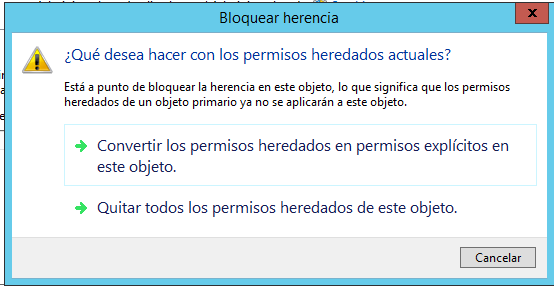 Bloquear herencia
x
¿Qué desea hacer con los permisos heredados actuales?
Está a punto de bloquear la herencia en este objeto, lo que significa que los permisos
heredados de un objeto primario ya no se aplicarán a este objeto.
Convertir los permisos heredados en permisos explícitos en
este objeto.
Quitar todos los permisos heredados de este objeto.
Cancelar